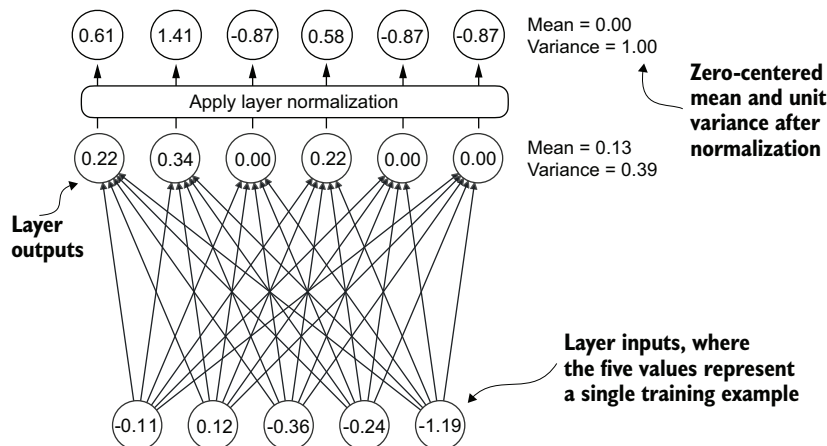 0.61 1.41 -0.87 0.58 -0.87 -0.87
Mean = 0.00
Variance = 1.00
Zero-centered
mean and unit
variance after
normalization
Apply layer normalization
0.22 0.34 0.00 0.22 0.00 0.00
Mean = 0.13
Variance = 0.39
Layer
outputs
Layer inputs, where
the five values represent
a single training example
-0.11 0.12 -0.36 -0.24 -1.19